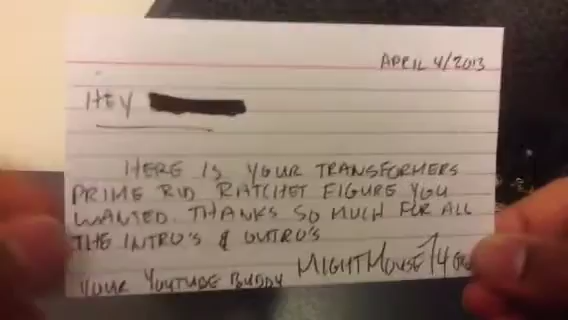 APRIL 4/2013
HEY
HERE IS YOUR TRANSFORMERS
PRIME RID RATCHET FIGURE YOU
WANTED. THANKS SO MUCH FOR ALL
THE INTRO'S & OUTRO'S
YOUR YOUTUBE BUDDY MIGHTMOUSE74